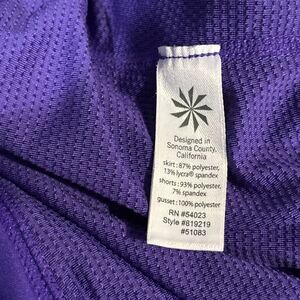 Designed in
Sonoma County,
California
skirt: 87% polyester,
13% lycra® spandex
shorts: 93% polyester,
7% spandex
gusset: 100% polyester
RN #54023
Style #819219
#51083